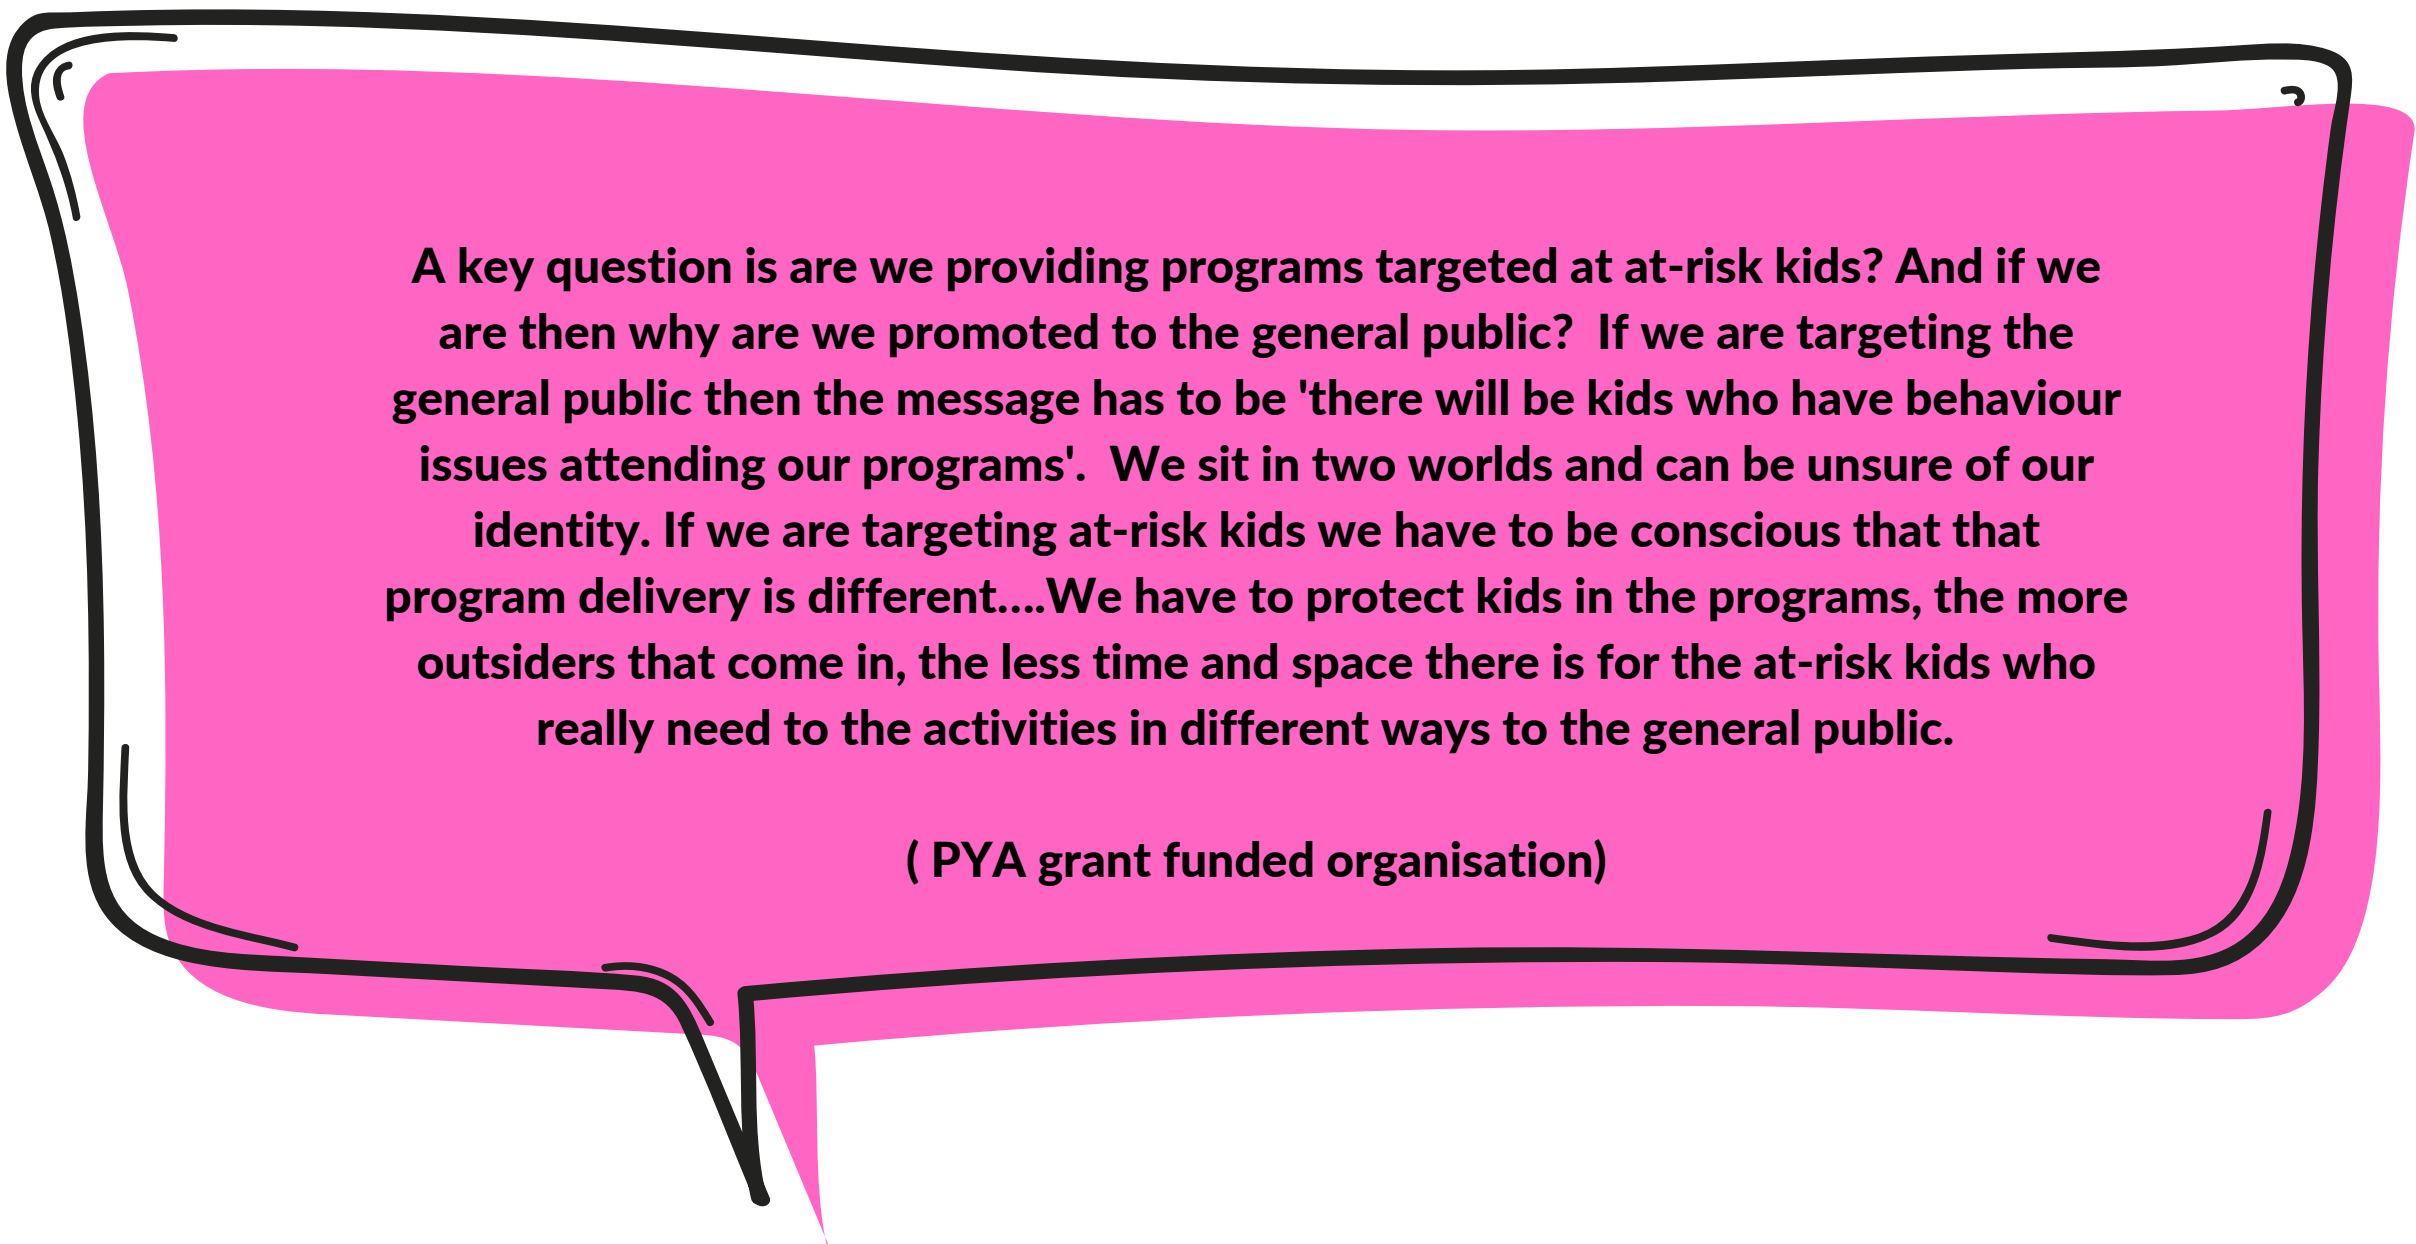 A key question is are we providing programs targeted at at-risk kids? And if we
are then why are we promoted to the general public?  If we are targeting the
general public then the message has to be 'there will be kids who have behaviour
issues attending our programs'.  We sit in two worlds and can be unsure of our
identity. If we are targeting at-risk kids we have to be conscious that that
program delivery is different....We have to protect kids in the programs, the more
outsiders that come in, the less time and space there is for the at-risk kids who
really need to the activities in different ways to the general public.
( PYA grant funded organisation)